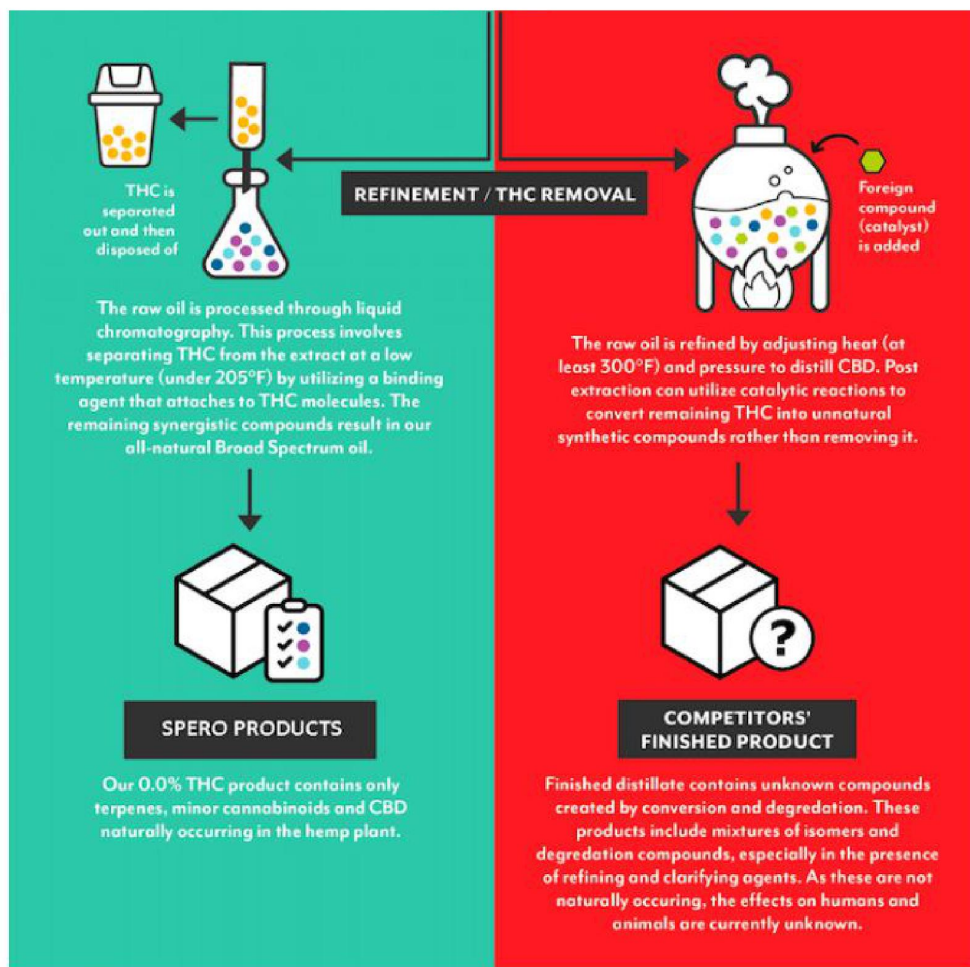 REFINEMENT / THC REMOVAL
THC is
separated
out and then
disposed of
The raw oil is processed through liquid
chromatography. This process involves
separating THC from the extract at a low
temperature (under 205°F) by utilizing a binding
agent that attaches to THC molecules. The
remaining synergistic compounds result in our
all-natural Broad Spectrum oil.
SPERO PRODUCTS
Our 0.0% THC product contains only
terpenes, minor cannabinoids and CBD
naturally occurring in the hemp plant.
Foreign
compound
(catalyst)
is added
The raw oil is refined by adjusting heat (at
least 300°F) and pressure to distill CBD. Post
extraction can utilize catalytic reactions to
convert remaining THC into unnatural
synthetic compounds rather than removing it.
?
COMPETITORS'
FINISHED PRODUCT
Finished distillate contains unknown compounds
created by conversion and degradation. These
products include mixtures of isomers and
degredation compounds, especially in the presence
of refining and clarifying agents. As these are not
naturally occuring, the effects on humans and
animals are currently unknown.